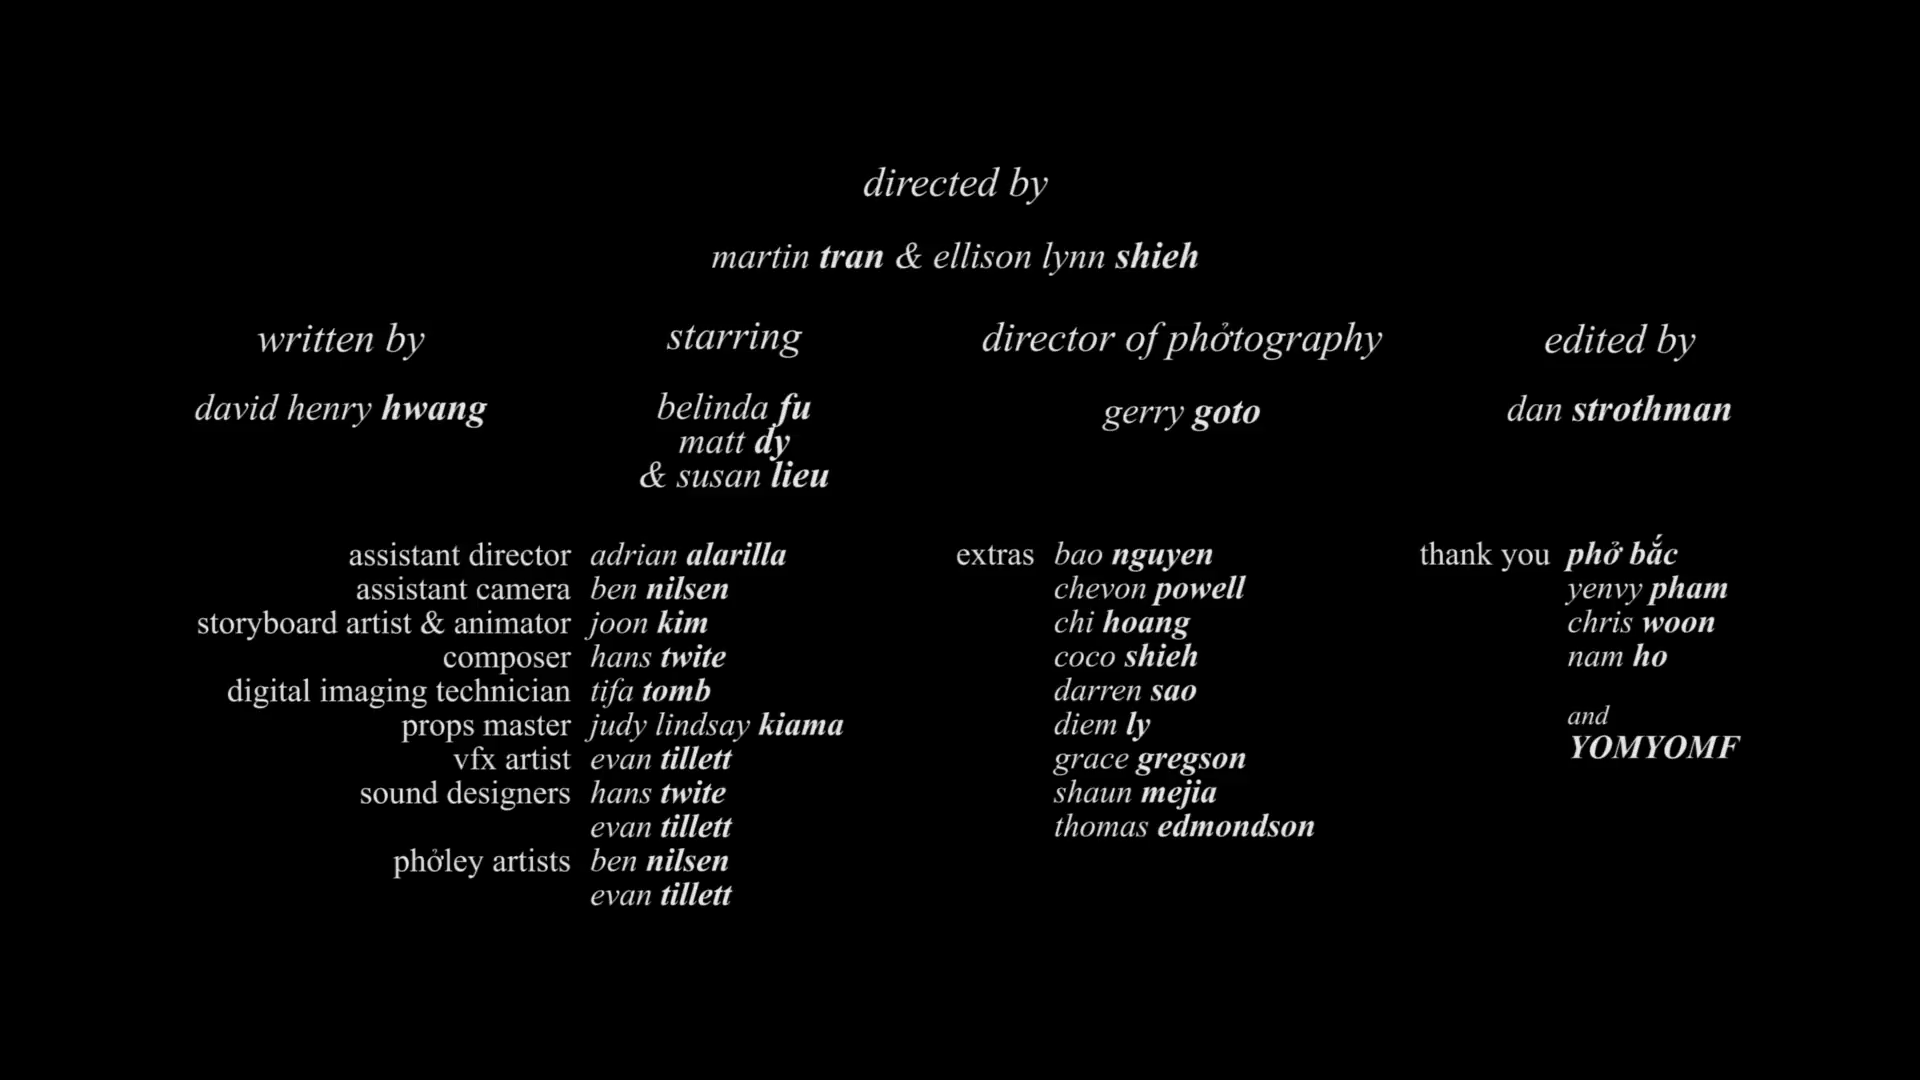 directed by
martin tran & ellison lynn shieh
written by
david henry hwang
starring
belinda fu
matt dy
& susan lieu
director of phởtography
gerry goto
edited by
dan strothman
assistant director adrian alarilla
assistant camera ben nilsen
storyboard artist & animator joon kim
composer hans twite
digital imaging technician tifa tomb
props master judy lindsay kiama
vfx artist evan tillett
sound designers hans twite
evan tillett
phởley artists ben nilsen
evan tillett
extras bao nguyen
chevon powell
chi hoang
coco shieh
darren sao
diem ly
grace gregson
shaun mejia
thomas edmondson
thank you phở bắc
yenvy pham
chris woon
nam ho
and
YOMYOMF